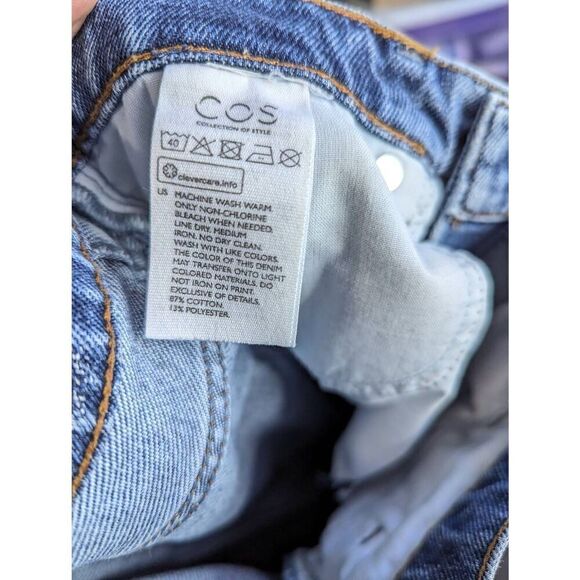 COS
COLLECTION OF STYLE
40
clevercare.info
US MACHINE WASH WARM.
ONLY NON-CHLORINE
BLEACH WHEN NEEDED.
LINE DRY. MEDIUM
IRON. NO DRY CLEAN.
WASH WITH LIKE COLORS.
THE COLOR OF THIS DENIM
MAY TRANSFER ONTO LIGHT
COLORED MATERIALS. DO
NOT IRON ON PRINT.
EXCLUSIVE OF DETAILS.
87% COTTON.
13% POLYESTER.